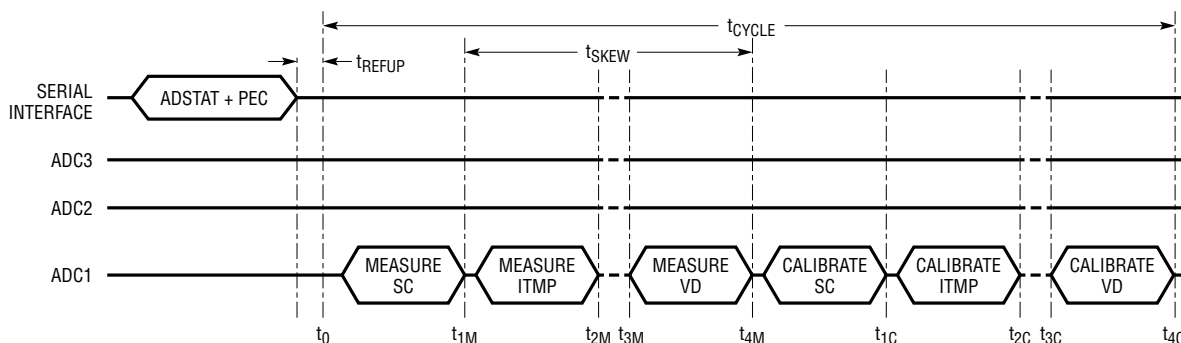 tCYCLE
tSKEW
tREFUP
SERIAL
INTERFACE
ADSTAT + PEC
ADC3
ADC2
ADC1
MEASURE
SC
MEASURE
ITMP
MEASURE
VD
CALIBRATE
SC
CALIBRATE
ITMP
CALIBRATE
VD
t0 t1M t2M t3M t4M t1C t2C t3C t4C